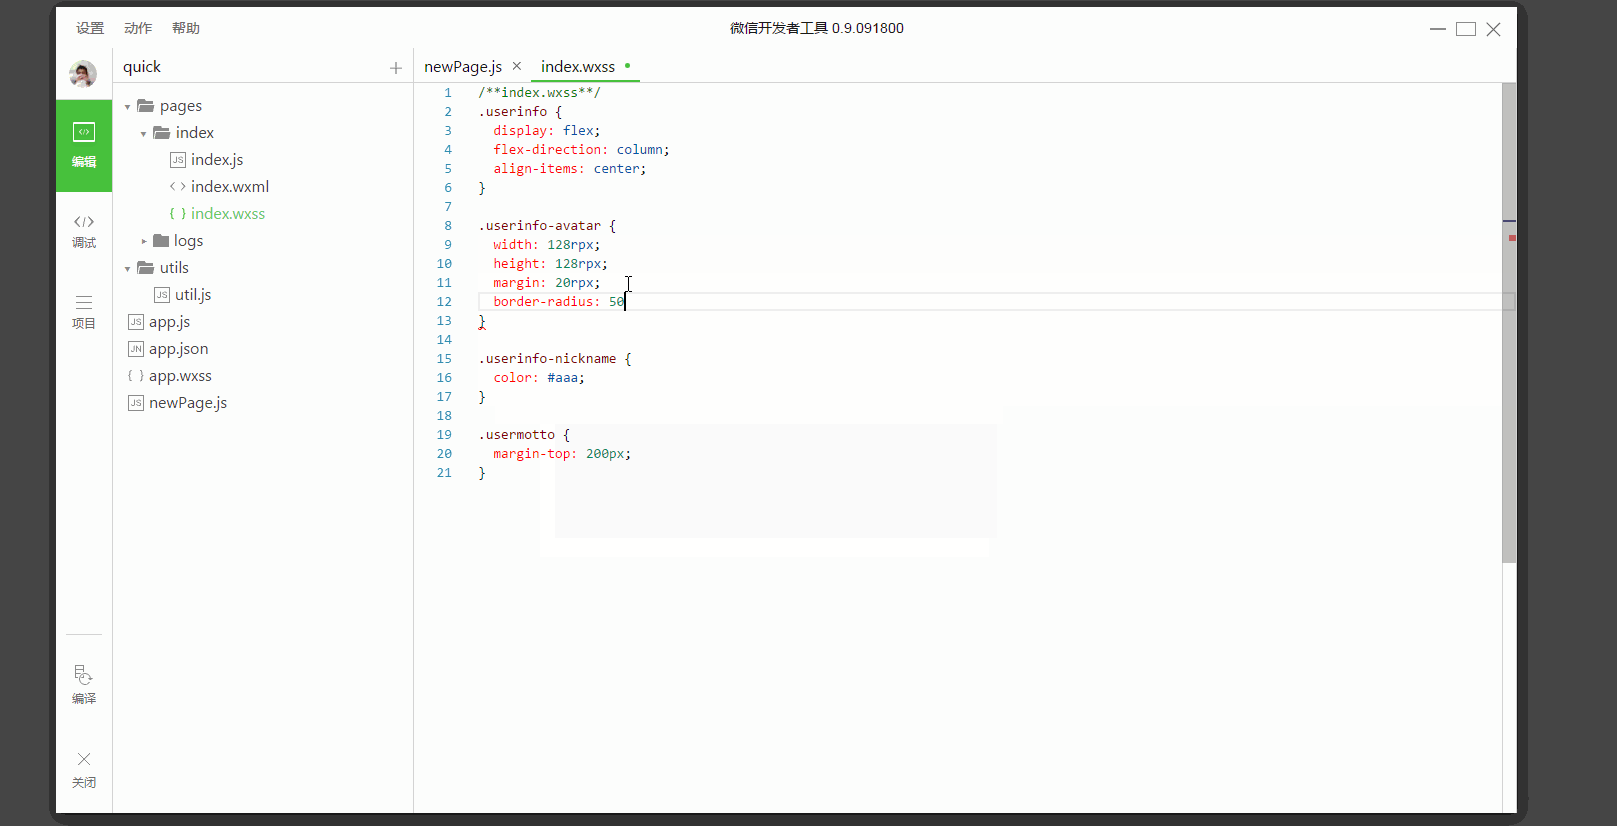 设置 动作 帮助
微信开发者工具 0.9.091800
quick
newPage.js
index.wxss
编辑
调试
项目
编译
关闭
pages
index
JS index.js
<> index.wxml
{ } index.wxss
logs
utils
JS util.js
JS app.js
JN app.json
{ } app.wxss
JS newPage.js
1 /**index.wxss**/
2 .userinfo {
3 display: flex;
4 flex-direction: column;
5 align-items: center;
6 }
7
8 .userinfo-avatar {
9 width: 128rpx;
10 height: 128rpx;
11 margin: 20rpx;
12 border-radius: 50
13 }
14
15 .userinfo-nickname {
16 color: #aaa;
17 }
18
19 .usermotto {
20 margin-top: 200px;
21 }